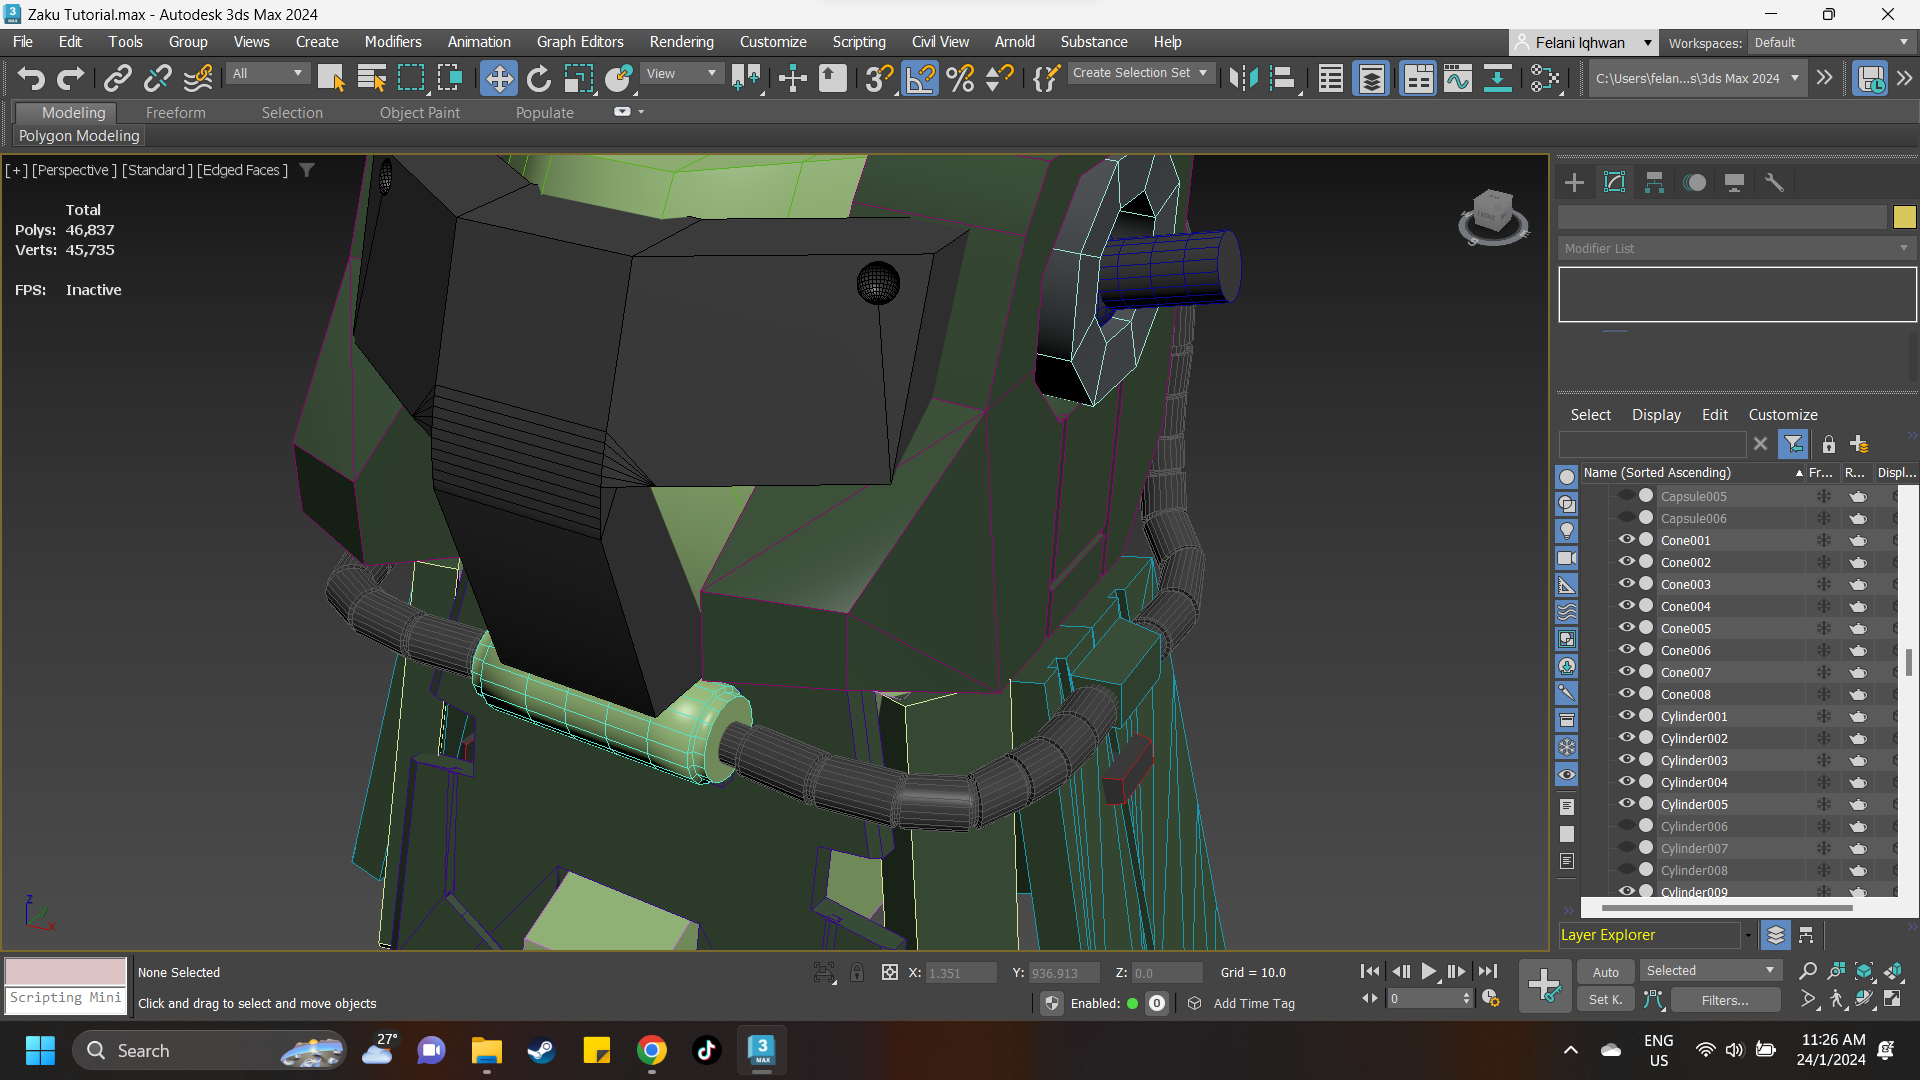 Zaku Tutorial.max - Autodesk 3ds Max 2024
File Edit Tools Group Views Create Modifiers Animation Graph Editors Rendering Customize Scripting Civil View Arnold Substance Help
Felani Iqhwan
Workspaces: Default
All
View
Create Selection Set
C:\Users\felan...s\3ds Max 2024
Modeling Freeform Selection Object Paint Populate
Polygon Modeling
[+] [Perspective] [Standard] [Edged Faces]
Total
Polys: 46,837
Verts: 45,735
FPS: Inactive
Modifier List
Select Display Edit Customize
Name (Sorted Ascending) Fr... R... Displ...
Capsule005
Capsule006
Cone001
Cone002
Cone003
Cone004
Cone005
Cone006
Cone007
Cone008
Cylinder001
Cylinder002
Cylinder003
Cylinder004
Cylinder005
Cylinder006
Cylinder007
Cylinder008
Cylinder009
Layer Explorer
None Selected
X: 1.351 Y: 936.913 Z: 0.0 Grid = 10.0
Auto Selected
Scripting Mini
Click and drag to select and move objects
Enabled: 0 Add Time Tag
0
Set K. Filters...
Search
27°
3 MAX
ENG
US
11:26 AM
24/1/2024